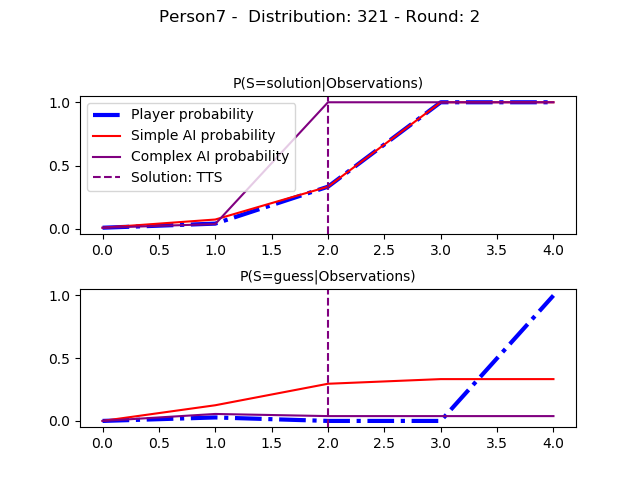 Person7 -  Distribution: 321 - Round: 2
P(S=solution|Observations)
1.0
0.5
0.0
Player probability
Simple AI probability
Complex AI probability
Solution: TTS
0.0 0.5 1.0 1.5 2.0 2.5 3.0 3.5 4.0
P(S=guess|Observations)
1.0
0.5
0.0
0.0 0.5 1.0 1.5 2.0 2.5 3.0 3.5 4.0